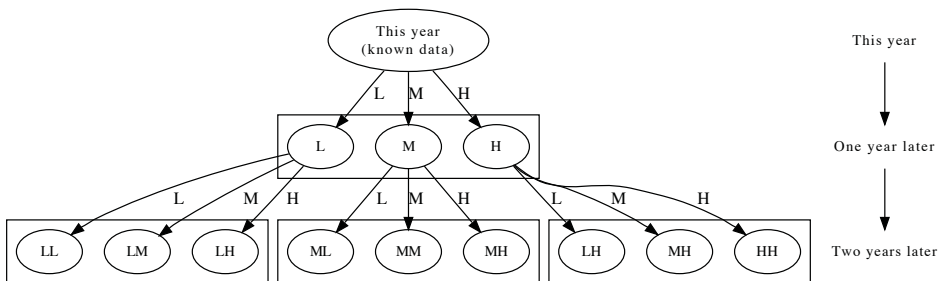 This year
(known data)
This year
L M H
L M H
One year later
L M H L M H L M H
LL LM LH ML MM MH LH MH HH
Two years later